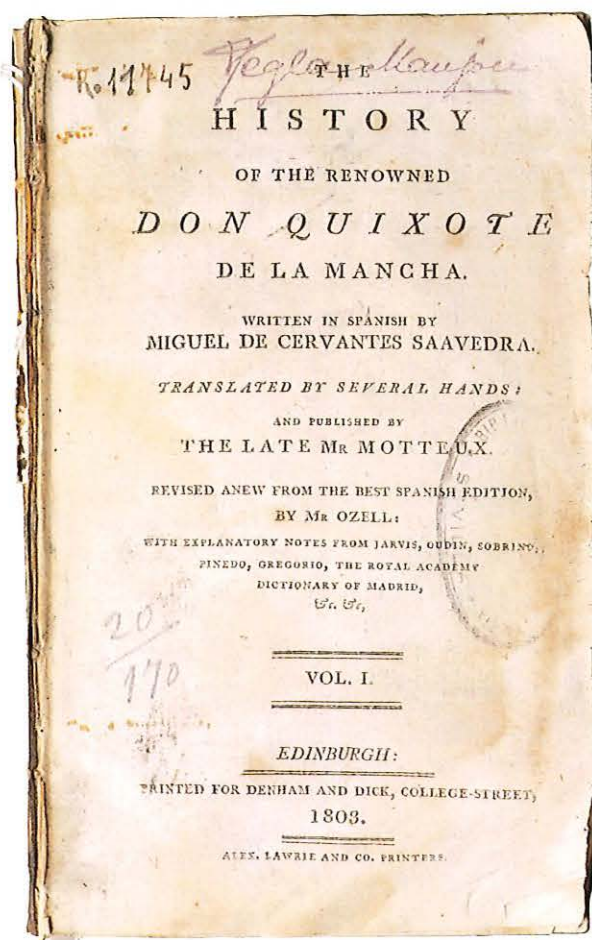 R.11745
THE
HISTORY
OF THE RENOWNED
DON QUIXOTE
DE LA MANCHA.
WRITTEN IN SPANISH BY
MIGUEL DE CERVANTES SAAVEDRA.
TRANSLATED BY SEVERAL HANDS:
AND PUBLISHED BY
THE LATE MR MOTTEUX.
REVISED ANEW FROM THE BEST SPANISH EDITION,
BY MR OZELL:
WITH EXPLANATORY NOTES FROM JARVIS, OUDIN, SOBRINO,
PINEDO, GREGORIO, THE ROYAL ACADEMY
DICTIONARY OF MADRID,
&c. &c,
20
170
VOL. I.
EDINBURGH:
PRINTED FOR DENHAM AND DICK, COLLEGE-STREET,
1803.
ALEX. LAWRIE AND CO. PRINTERS.